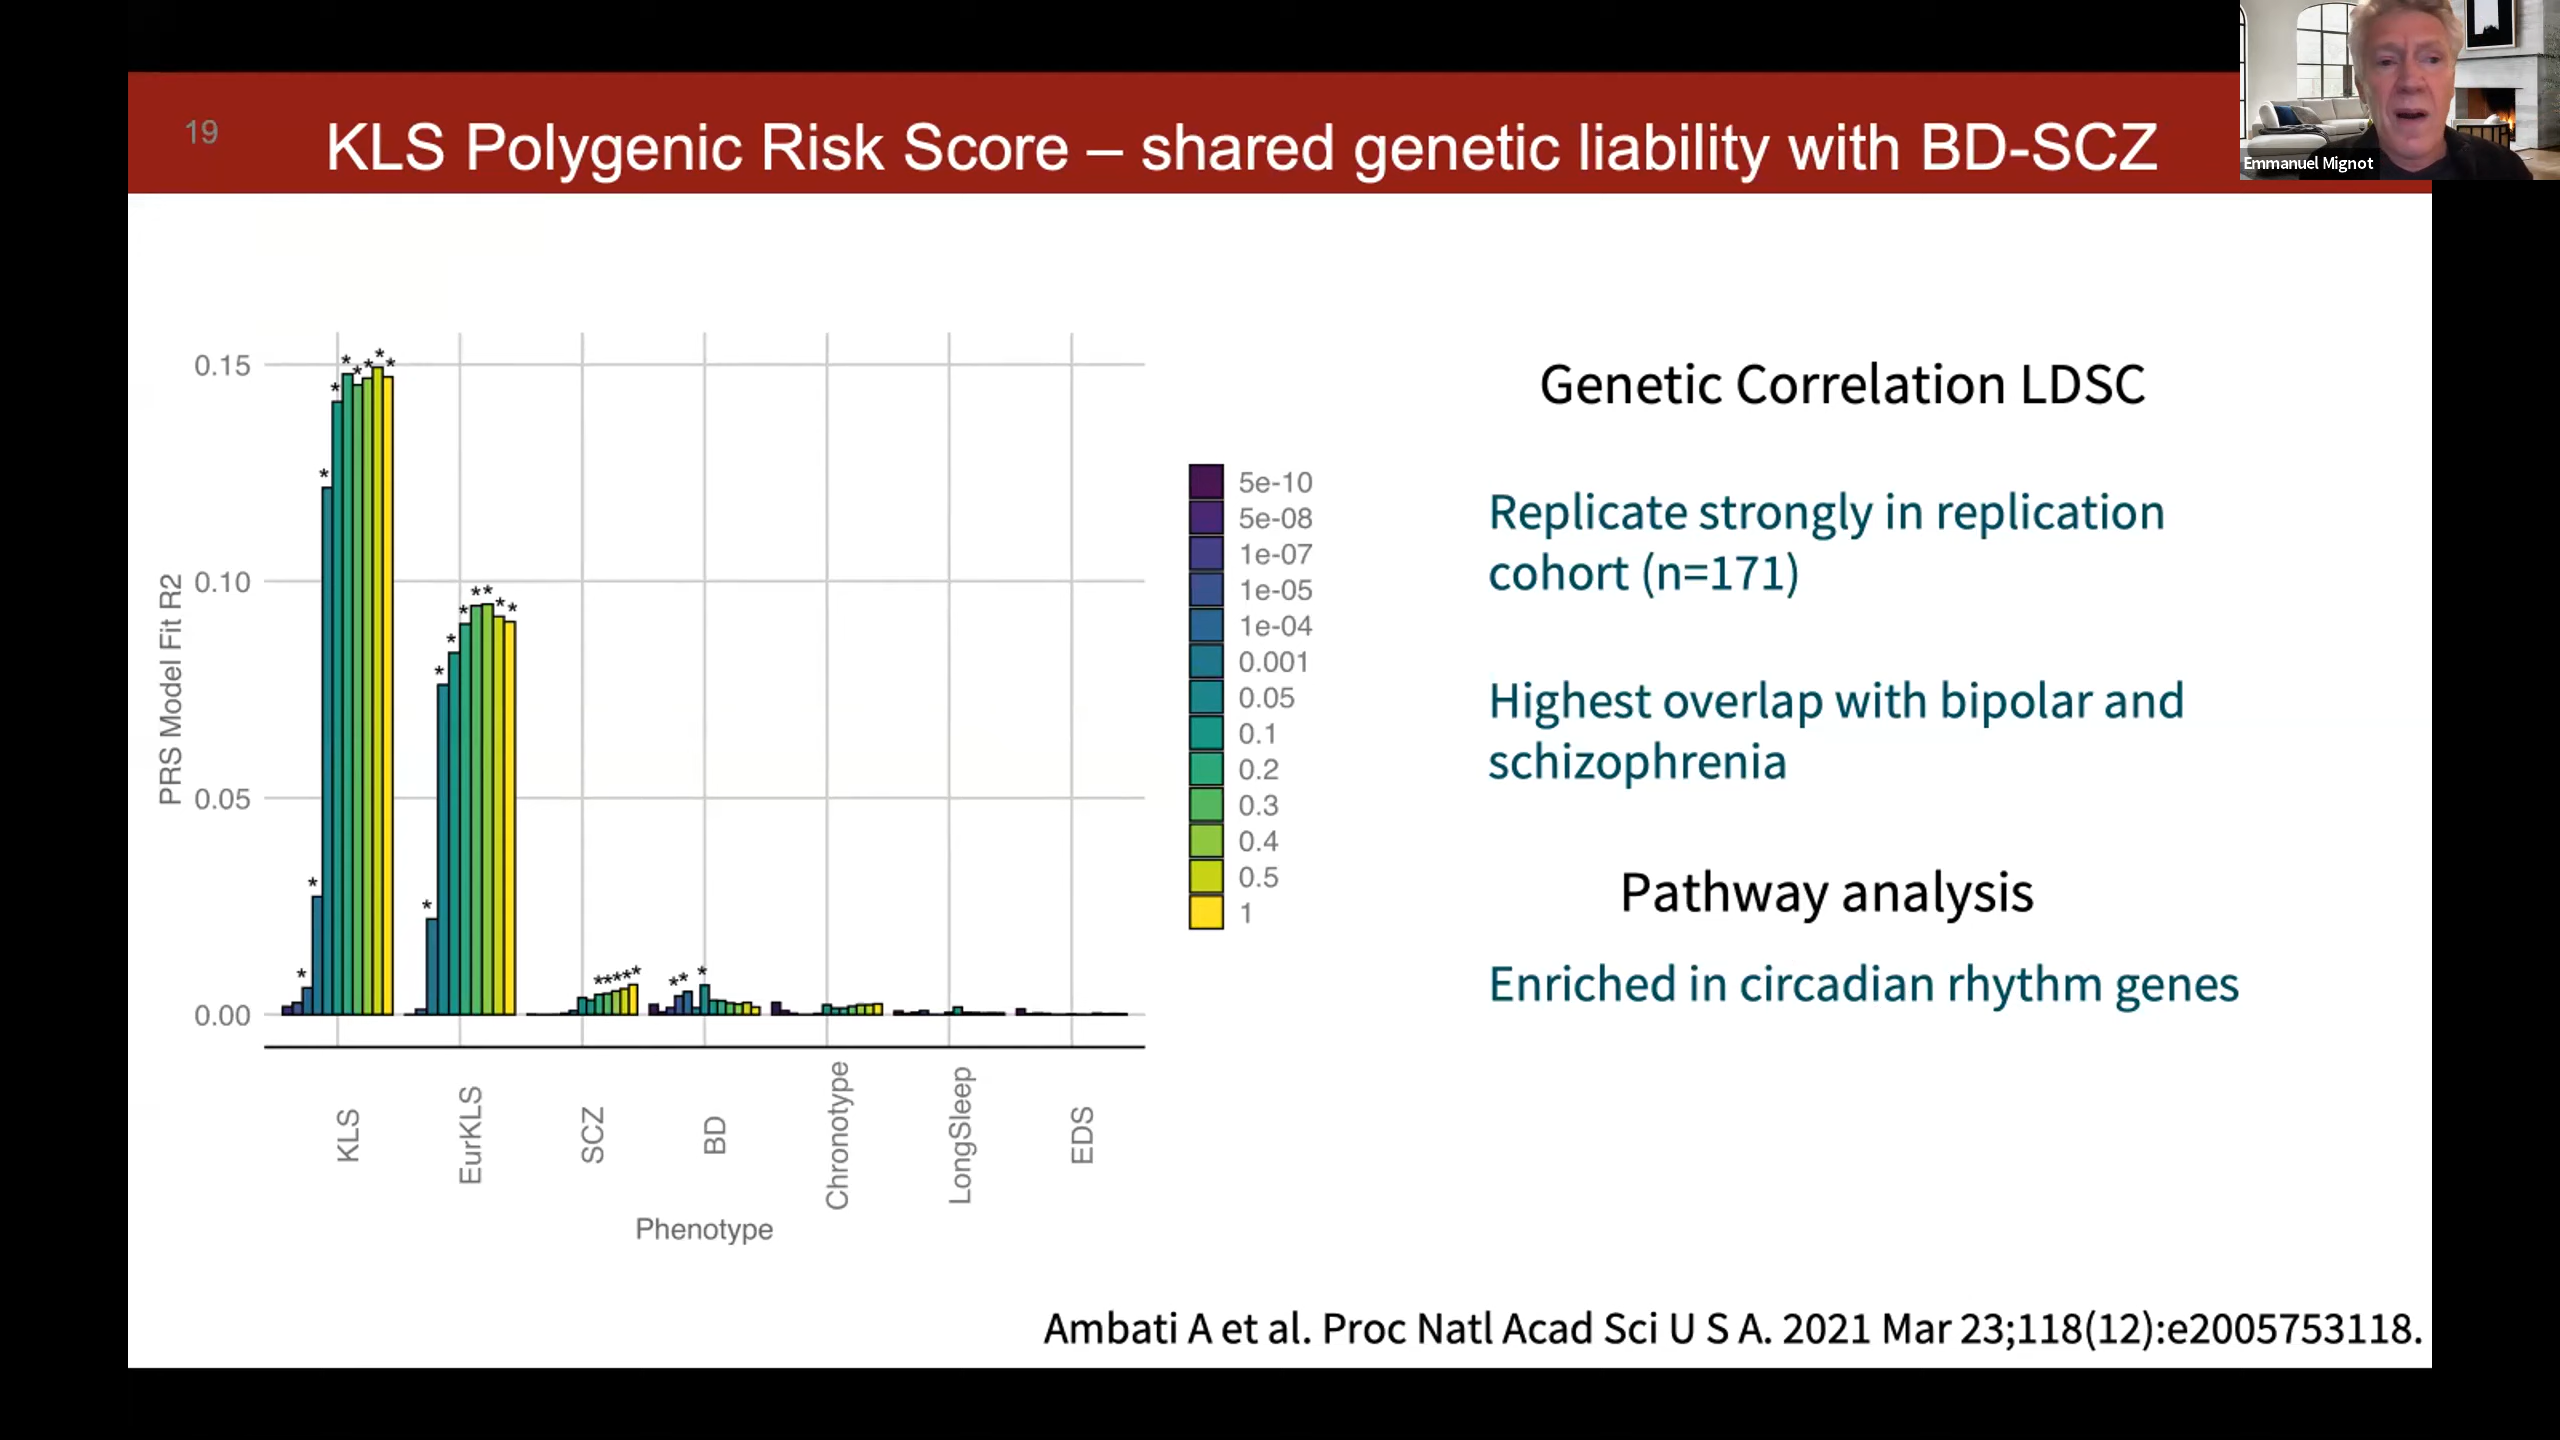 19
KLS Polygenic Risk Score – shared genetic liability with BD-SCZ
Emmanuel Mignot
PRS Model Fit R2
0.15
0.10
0.05
0.00
* * * * * * * * * *
* * * * * * * *
*****
** *
KLS
EurKLS
SCZ
BD
Chronotype
LongSleep
EDS
Phenotype
5e-10
5e-08
1e-07
1e-05
1e-04
0.001
0.05
0.1
0.2
0.3
0.4
0.5
1
Genetic Correlation LDSC
Replicate strongly in replication
cohort (n=171)
Highest overlap with bipolar and
schizophrenia
Pathway analysis
Enriched in circadian rhythm genes
Ambati A et al. Proc Natl Acad Sci U S A. 2021 Mar 23;118(12):e2005753118.